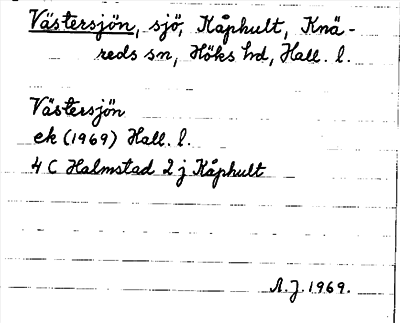 Västersjön, sjö, Kåphult, Knä-
reds sn, Höks hd, Hall. l.
Västersjön
ek (1969) Hall. l.
4 C Halmstad 2 j Kåphult
A.J. 1969.